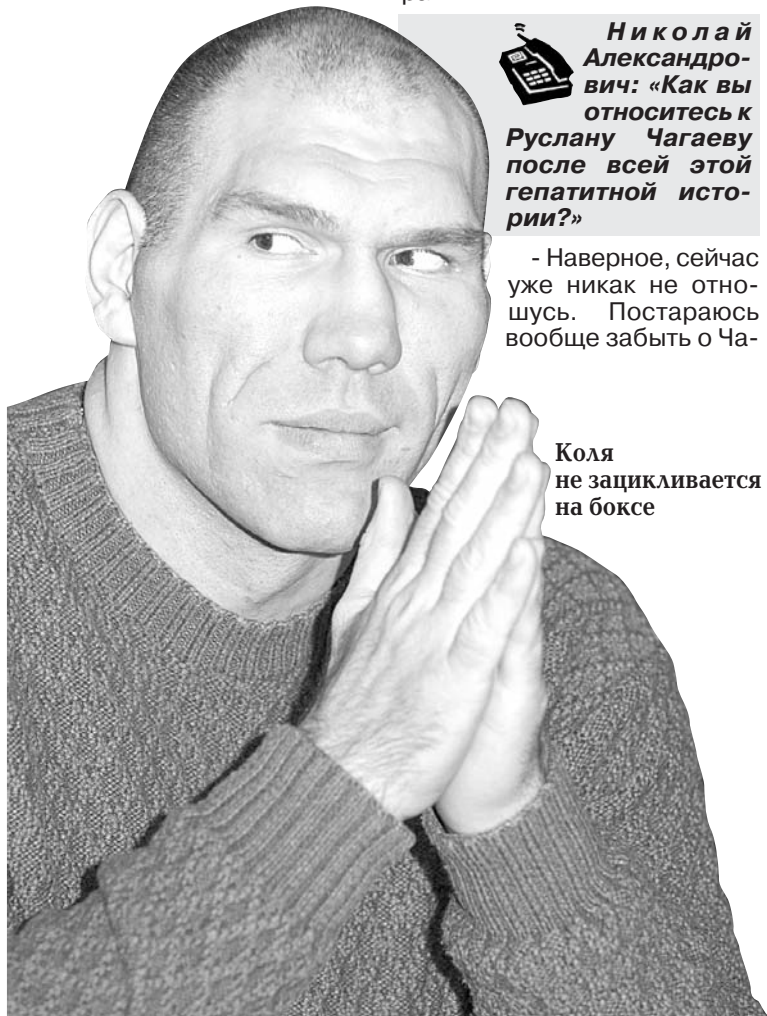 Николай
Александро-
вич: «Как вы
относитесь к
Руслану Чагаеву
после всей этой
гепатитной исто-
рии?»
- Наверное, сейчас
уже никак не отно-
шусь. Постараюсь
вообще забыть о Ча-
Коля
не зацикливается
на боксе